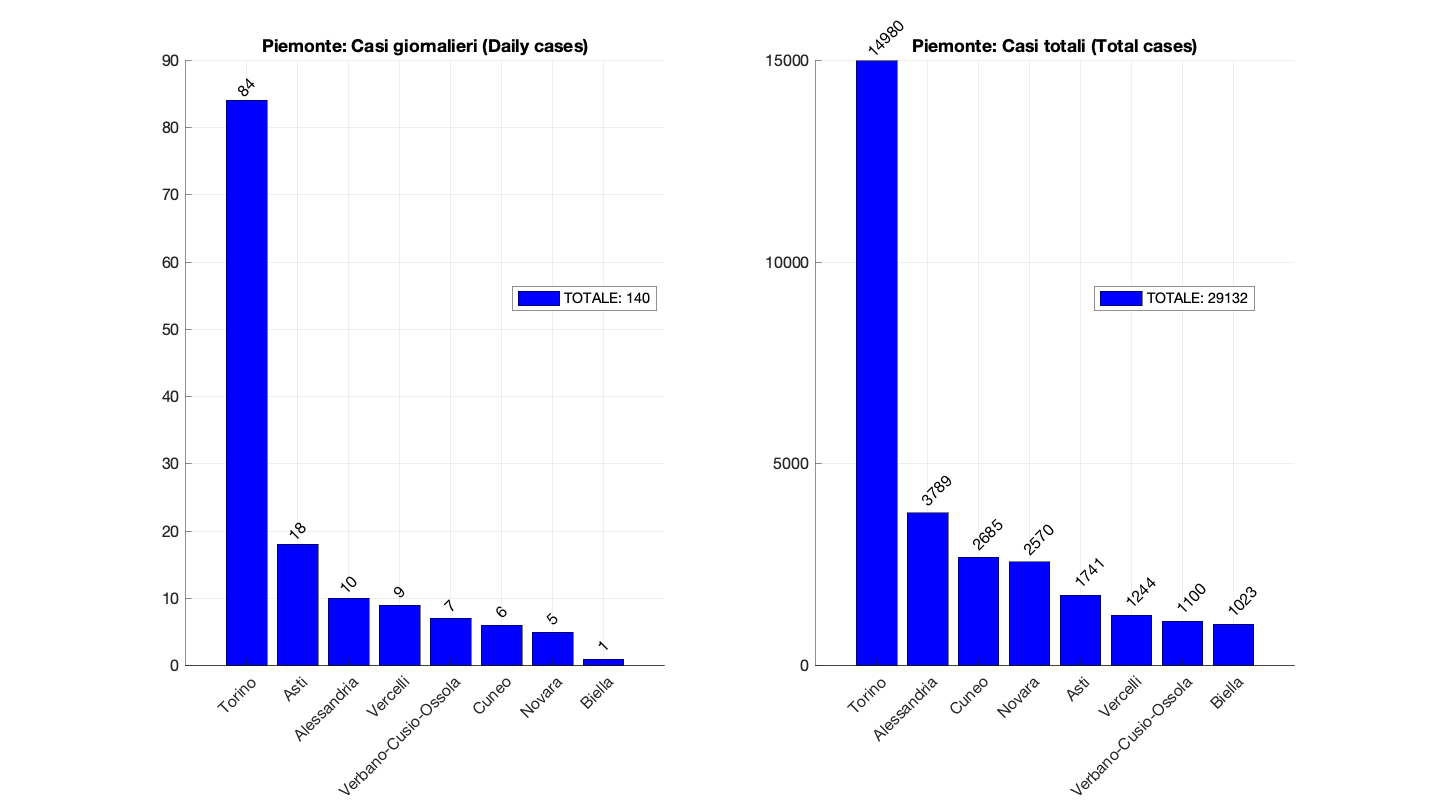 Piemonte: Casi giornalieri (Daily cases)
90
80
70
60
50
40
30
20
10
0
84
18
10
9
7
6
5
1
TOTALE: 140
Torino
Asti
Alessandria
Vercelli
Verbano-Cusio-Ossola
Cuneo
Novara
Biella
Piemonte: Casi totali (Total cases)
15000
10000
5000
0
14980
3789
2685
2570
1741
1244
1100
1023
TOTALE: 29132
Torino
Alessandria
Cuneo
Novara
Asti
Vercelli
Verbano-Cusio-Ossola
Biella